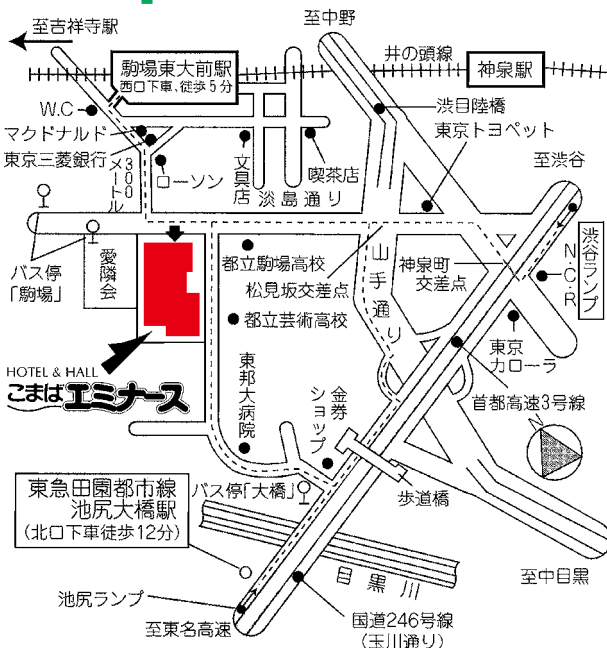 至吉祥寺駅
至中野
駒場東大前駅
西口下車、徒歩5分
井の頭線
神泉駅
W.C
マクドナルド
東京三菱銀行
300メートル
ローソン
文具店
喫茶店
渋目陸橋
東京トヨペット
至渋谷
淡島通り
バス停
「駒場」
愛隣会
都立駒場高校
松見坂交差点
都立芸術高校
山手通り
神泉町
交差点
渋谷ランプ
N.C.R
東京
カローラ
首都高速3号線
HOTEL & HALL
こまばエミナース
東邦大病院
金券
ショップ
N
東急田園都市線
池尻大橋駅
(北口下車徒歩12分)
バス停「大橋」
歩道橋
目黒川
至中目黒
池尻ランプ
至東名高速
国道246号線
(玉川通り)